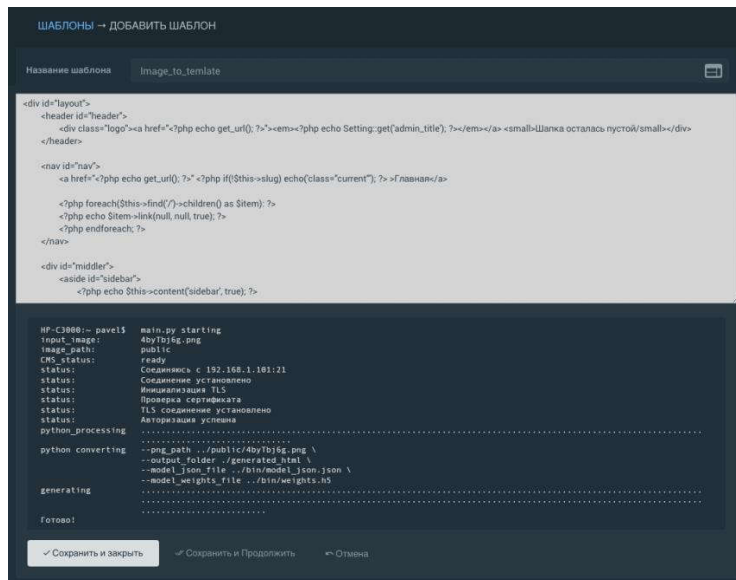 ШАБЛОНЫ → ДОБАВИТЬ ШАБЛОН
Название шаблона Image_to_temlate
<div id="layout">
<header id="header">
<div class="logo"><a href="<?php echo get_url(); ?>"><em><?php echo Setting::get('admin_title'); ?></em></a> <small>Шапка осталась пустой/small></div>
</header>
<nav id="nav">
<a href="<?php echo get_url(); ?>" <?php if(!$this->slug) echo('class="current"'); ?> >Главная</a>
<?php foreach($this->find('/')->children() as $item): ?>
<?php echo $item->link(null, null, true); ?>
<?php endforeach; ?>
</nav>
<div id="middler">
<aside id="sidebar">
<?php echo $this->content('sidebar', true); ?>
HP-C3000:~ pavel$ main.py starting
input_image: 4byTbj6g.png
image_path: public
CMS_status: ready
status: Соединяюсь с 192.168.1.101:21
status: Соединение установлено
status: Инициализация TLS
status: Проверка сертификата
status: TLS соединение установлено
status: Авторизация успешна
python_processing
python converting --png_path ../public/4byTbj6g.png \
--output_folder ./generated_html \
--model_json_file ../bin/model_json.json \
--model_weights_file ../bin/weights.h5
generating
Готово!
Сохранить и закрыть Сохранить и Продолжить Отмена